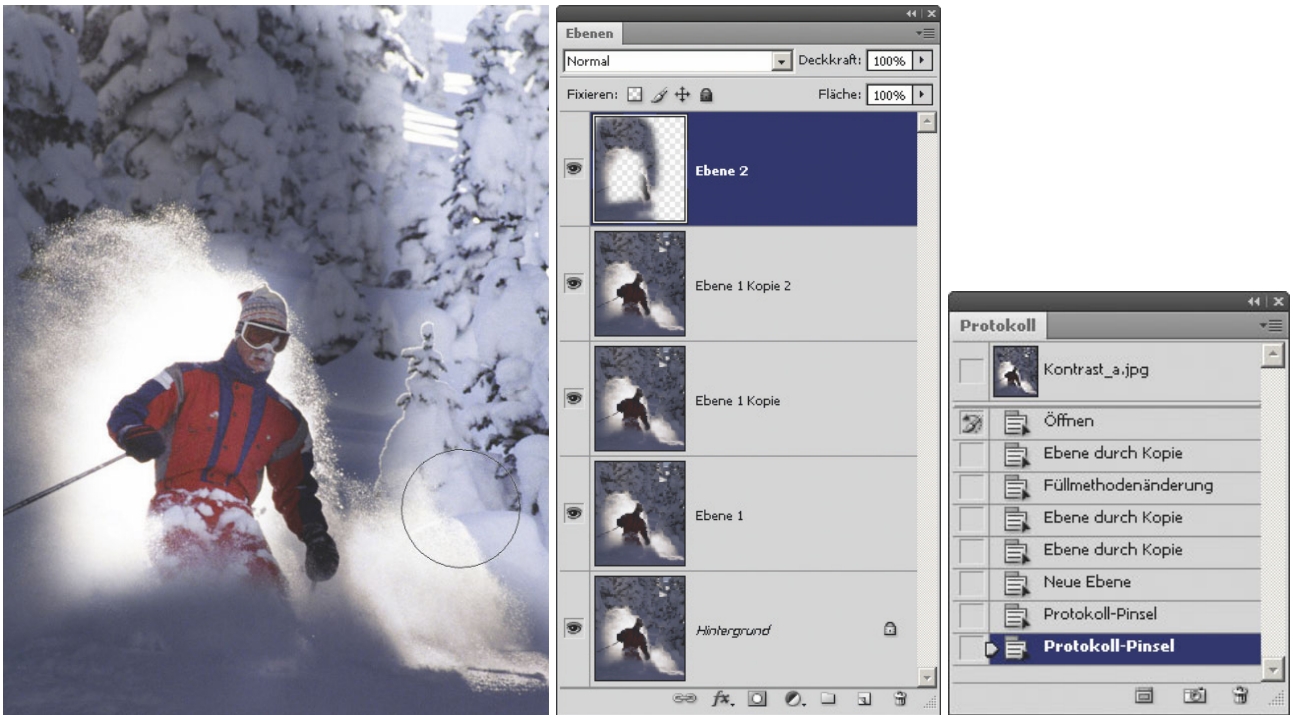 Ebenen
Normal
Deckkraft: 100%
Fixieren:
Fläche: 100%
Ebene 2
Ebene 1 Kopie 2
Ebene 1 Kopie
Ebene 1
Hintergrund
fx.
Protokoll
Kontrast_a.jpg
Öffnen
Ebene durch Kopie
Füllmethodenänderung
Ebene durch Kopie
Ebene durch Kopie
Neue Ebene
Protokoll-Pinsel
Protokoll-Pinsel